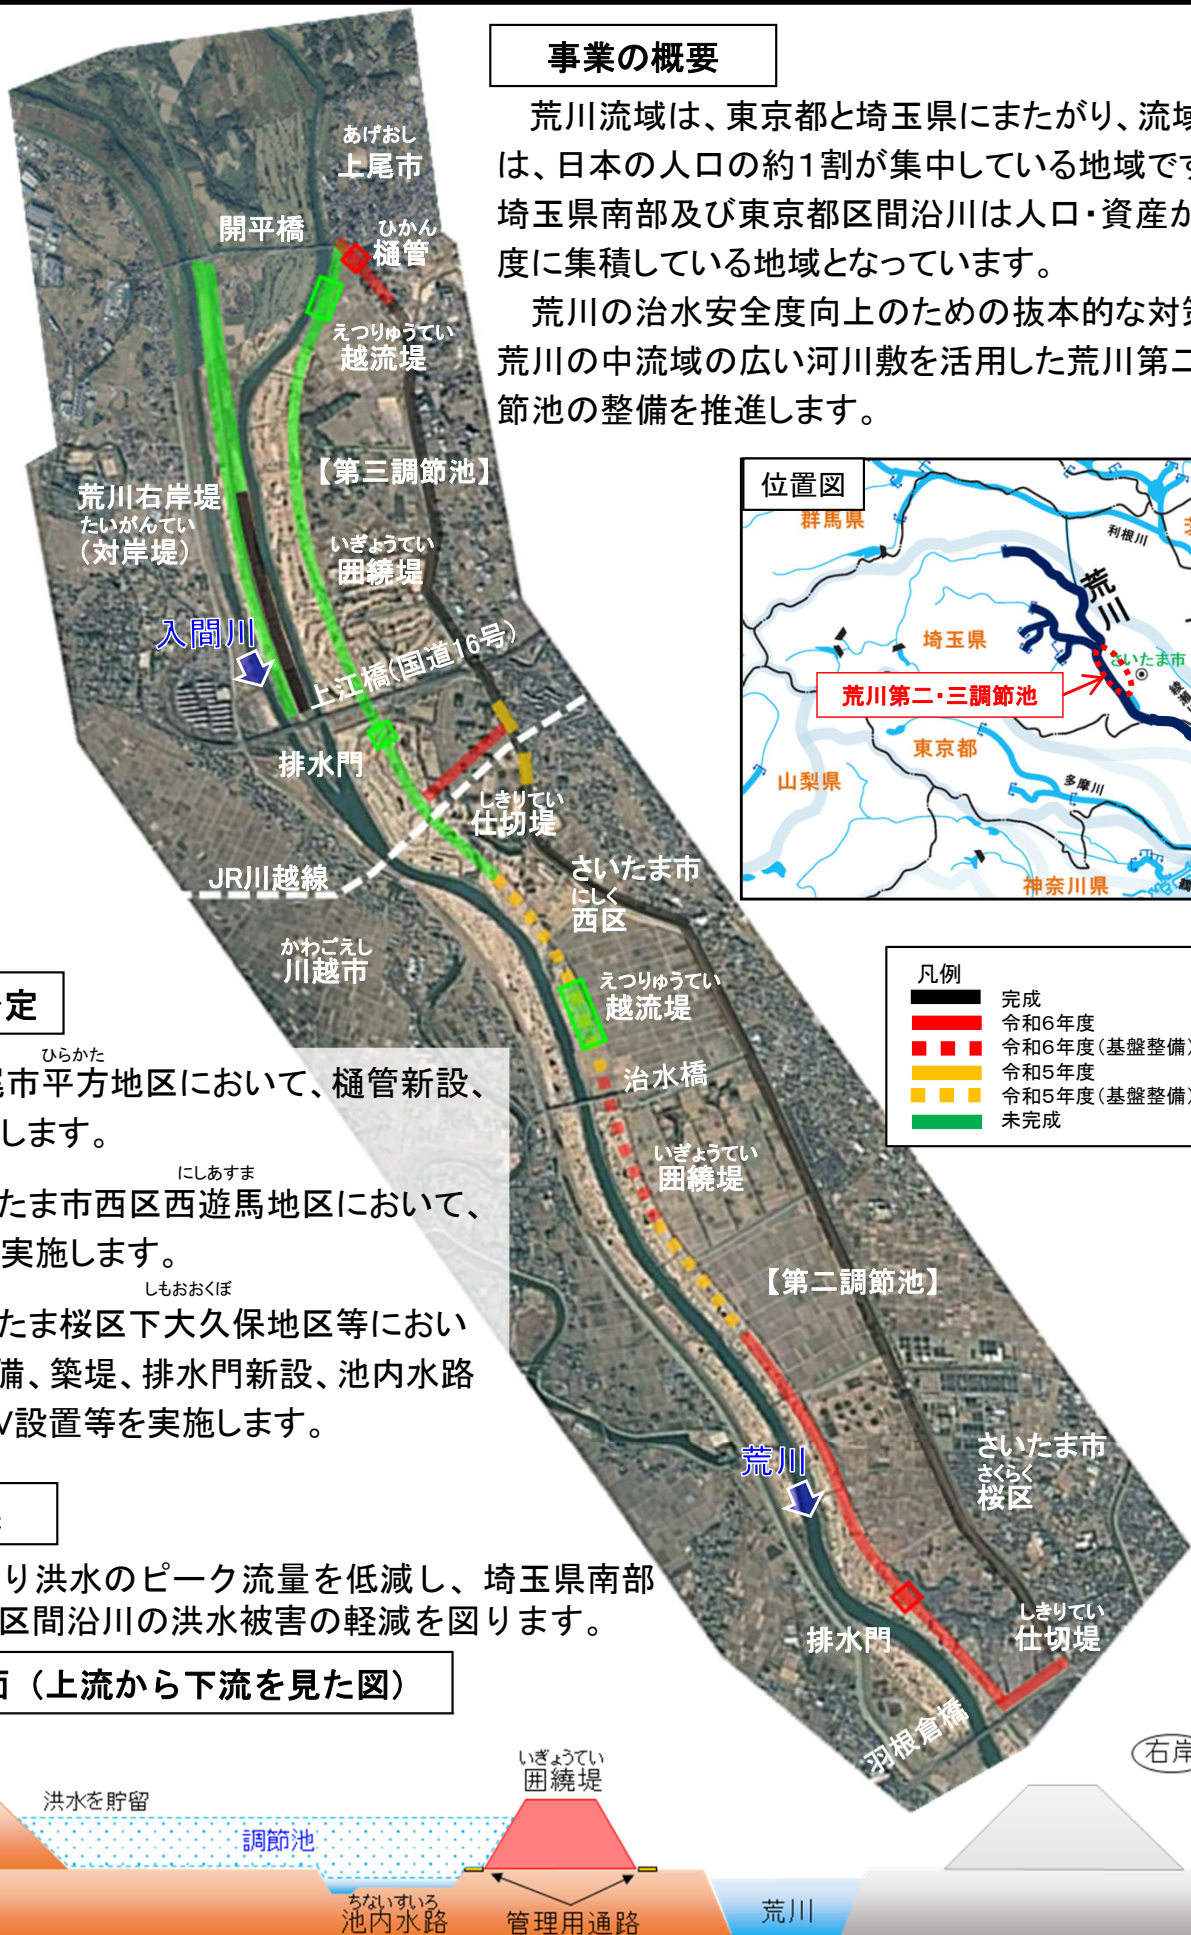 事業の概要
荒川流域は、東京都と埼玉県にまたがり、流域
は、日本の人口の約1割が集中している地域です
埼玉県南部及び東京都区間沿川は人口・資産が
度に集積している地域となっています。
荒川の治水安全度向上のための抜本的な対策
荒川の中流域の広い河川敷を活用した荒川第二
節池の整備を推進します。
あげおし
上尾市
開平橋
ひかん
樋管
えつりゅうてい
越流堤
【第三調節池】
荒川右岸堤
たいがんてい
（対岸堤）
いぎょうてい
囲繞堤
入間川
上江橋(国道16号)
排水門
しきりてい
仕切堤
JR川越線
さいたま市
にしく
西区
かわごえし
川越市
えつりゅうてい
越流堤
治水橋
いぎょうてい
囲繞堤
【第二調節池】
荒川
さいたま市
さくらく
桜区
排水門
しきりてい
仕切堤
羽根倉橋
位置図
群馬県
利根川
荒川
埼玉県
さいたま市
荒川第二・三調節池
東京都
山梨県
多摩川
神奈川県
鶴
凡例
完成
令和6年度
令和6年度（基盤整備）
令和5年度
令和5年度（基盤整備）
未完成
定
ひらかた
尾市平方地区において、樋管新設、
します。
にしあすま
たま市西区西遊馬地区において、
実施します。
しもおおくぼ
たま桜区下大久保地区等におい
備、築堤、排水門新設、池内水路
V設置等を実施します。
り洪水のピーク流量を低減し、埼玉県南部
区間沿川の洪水被害の軽減を図ります。
面（上流から下流を見た図）
洪水を貯留
調節池
いぎょうてい
囲繞堤
ちないすいろ
池内水路
管理用通路
荒川
右岸